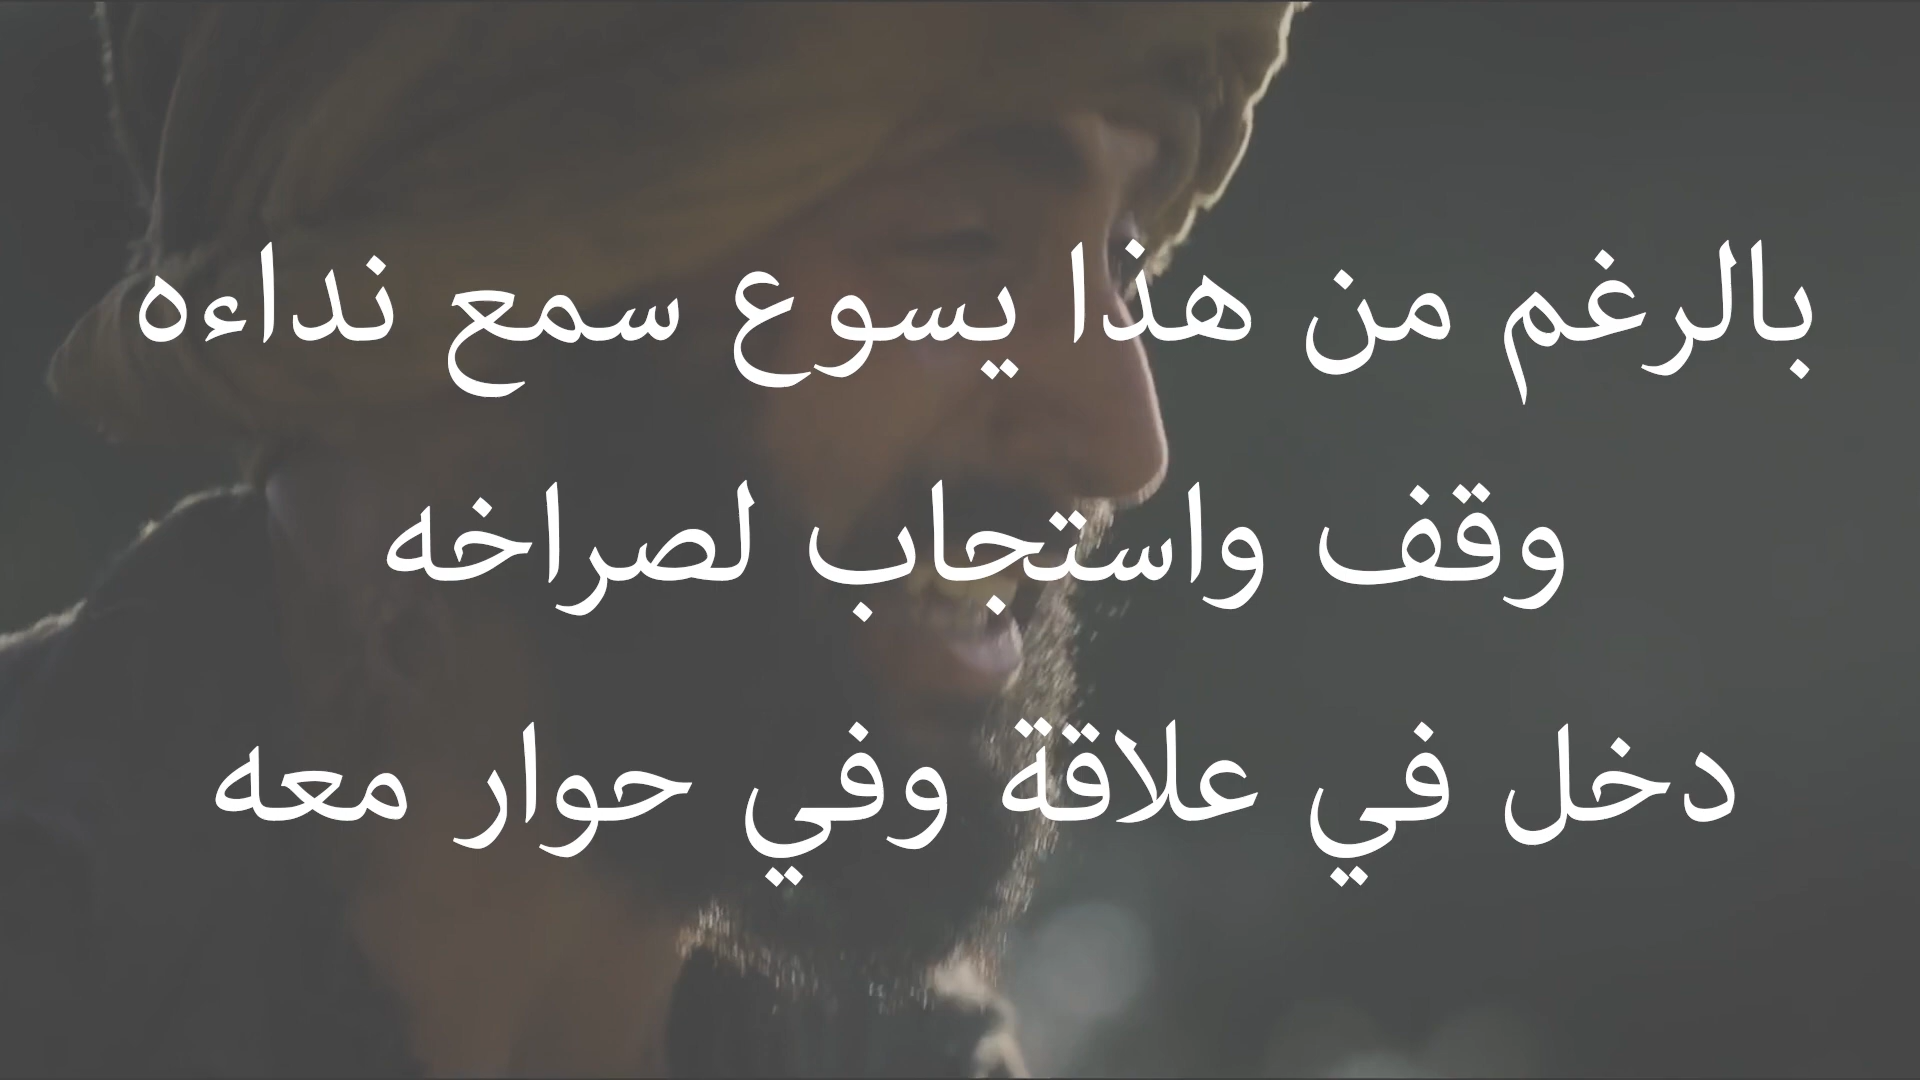 بالرغم من هذا يسوع سمع نداءه
وقف واستجاب لصراخه
دخل في علاقة وفي حوار معه